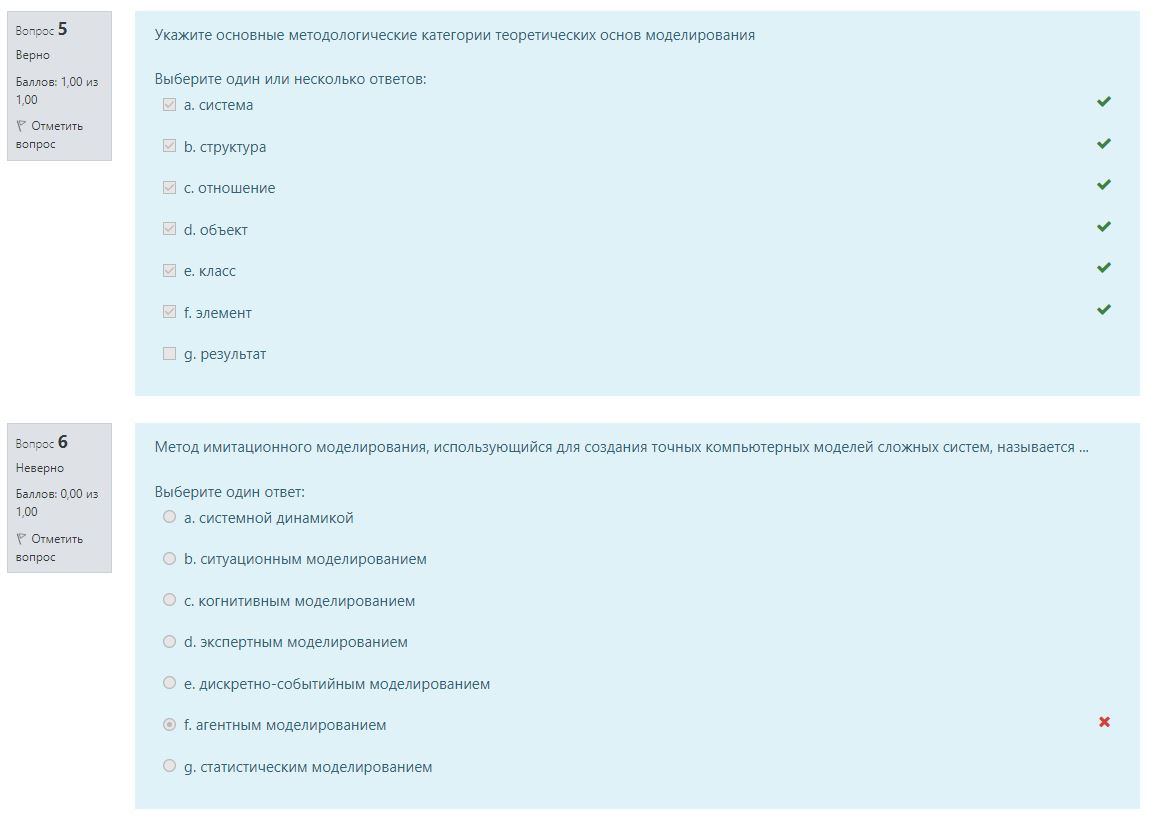 Вопрос 5
Верно
Баллов: 1,00 из
1,00
Отметить
вопрос
Укажите основные методологические категории теоретических основ моделирования
Выберите один или несколько ответов:
a. система
b. структура
c. отношение
d. объект
e. класс
f. элемент
g. результат
Вопрос 6
Неверно
Баллов: 0,00 из
1,00
Отметить
вопрос
Метод имитационного моделирования, использующийся для создания точных компьютерных моделей сложных систем, называется ...
Выберите один ответ:
a. системной динамикой
b. ситуационным моделированием
c. когнитивным моделированием
d. экспертным моделированием
e. дискретно-событийным моделированием
f. агентным моделированием
g. статистическим моделированием